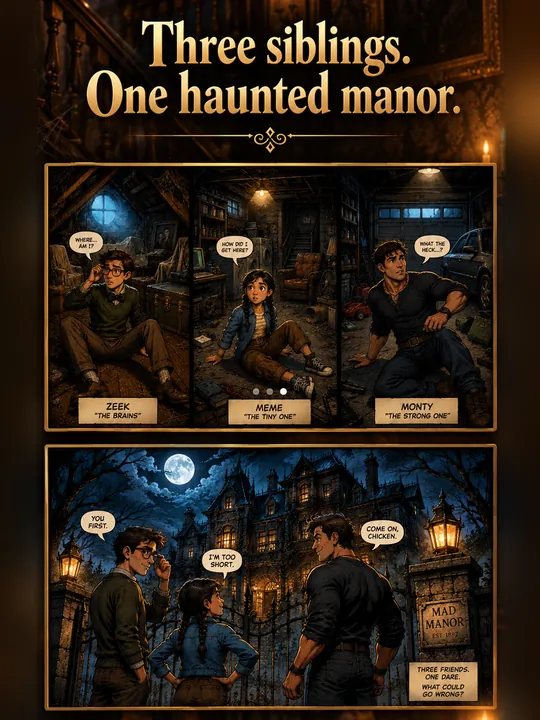 Three siblings.
One haunted manor.
WHERE...
AM I?
HOW DID I
GET HERE?
WHAT THE
HECK...?
ZEEK
"THE BRAINS"
MEME
"THE TINY ONE"
MONTY
"THE STRONG ONE"
YOU
FIRST.
I'M TOO
SHORT.
COME ON,
CHICKEN.
MAD
MANOR
THREE FRIENDS.
ONE DARE.
WHAT COULD
GO WRONG?